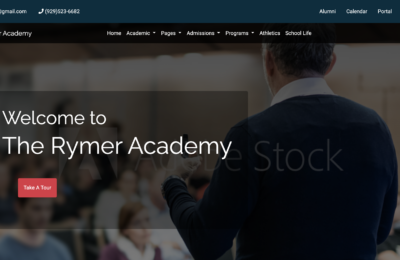 @gmail.com (929)523-6682 Alumni Calendar Portal
Academy Home Academic Pages Admissions Programs Athletics School Life
Welcome to
The Rymer Academy
Stock
Take A Tour